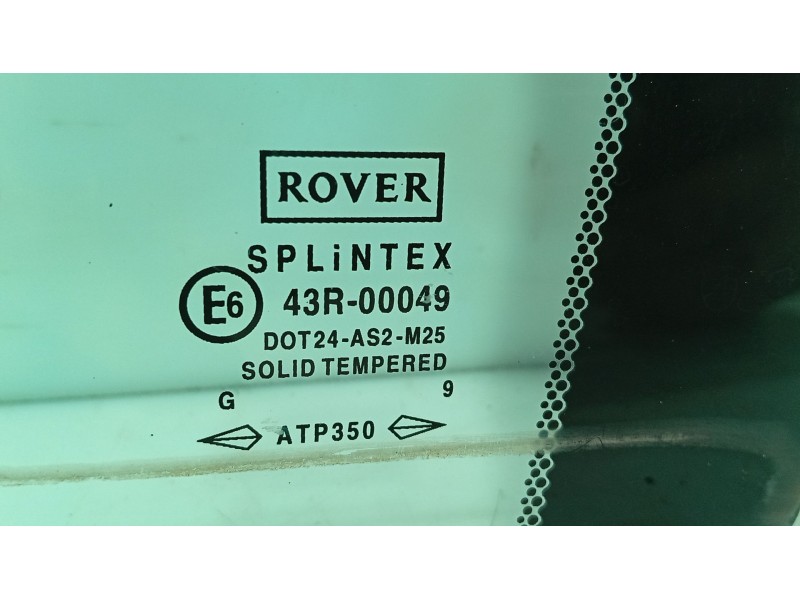 ROVER
SPLiNTEX
E6 43R-00049
DOT24-AS2-M25
SOLID TEMPERED
G 9
ATP350